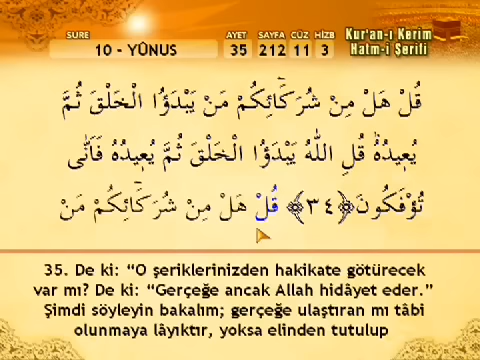 SURE AYET SAYFA CÜZ HİZB
10 - YÛNUS 35 212 11 3
Kur'an-ı Kerim
Hatm-i Şerifi
قُلْ هَلْ مِنْ شُرَكَٓائِكُمْ مَنْ يَبْدَؤُا الْخَلْقَ ثُمَّ
يُع۪يدُهُۜ قُلِ اللّٰهُ يَبْدَؤُا الْخَلْقَ ثُمَّ يُع۪يدُهُ فَاَنّٰى
تُؤْفَكُونَ ﴿٣٤﴾ قُلْ هَلْ مِنْ شُرَكَٓائِكُمْ مَنْ
35. De ki: “O şeriklerinizden hakikate götürecek
var mı? De ki: “Gerçeğe ancak Allah hidâyet eder.”
Şimdi söyleyin bakalım; gerçeğe ulaştıran mı tâbi
olunmaya lâyıktır, yoksa elinden tutulup